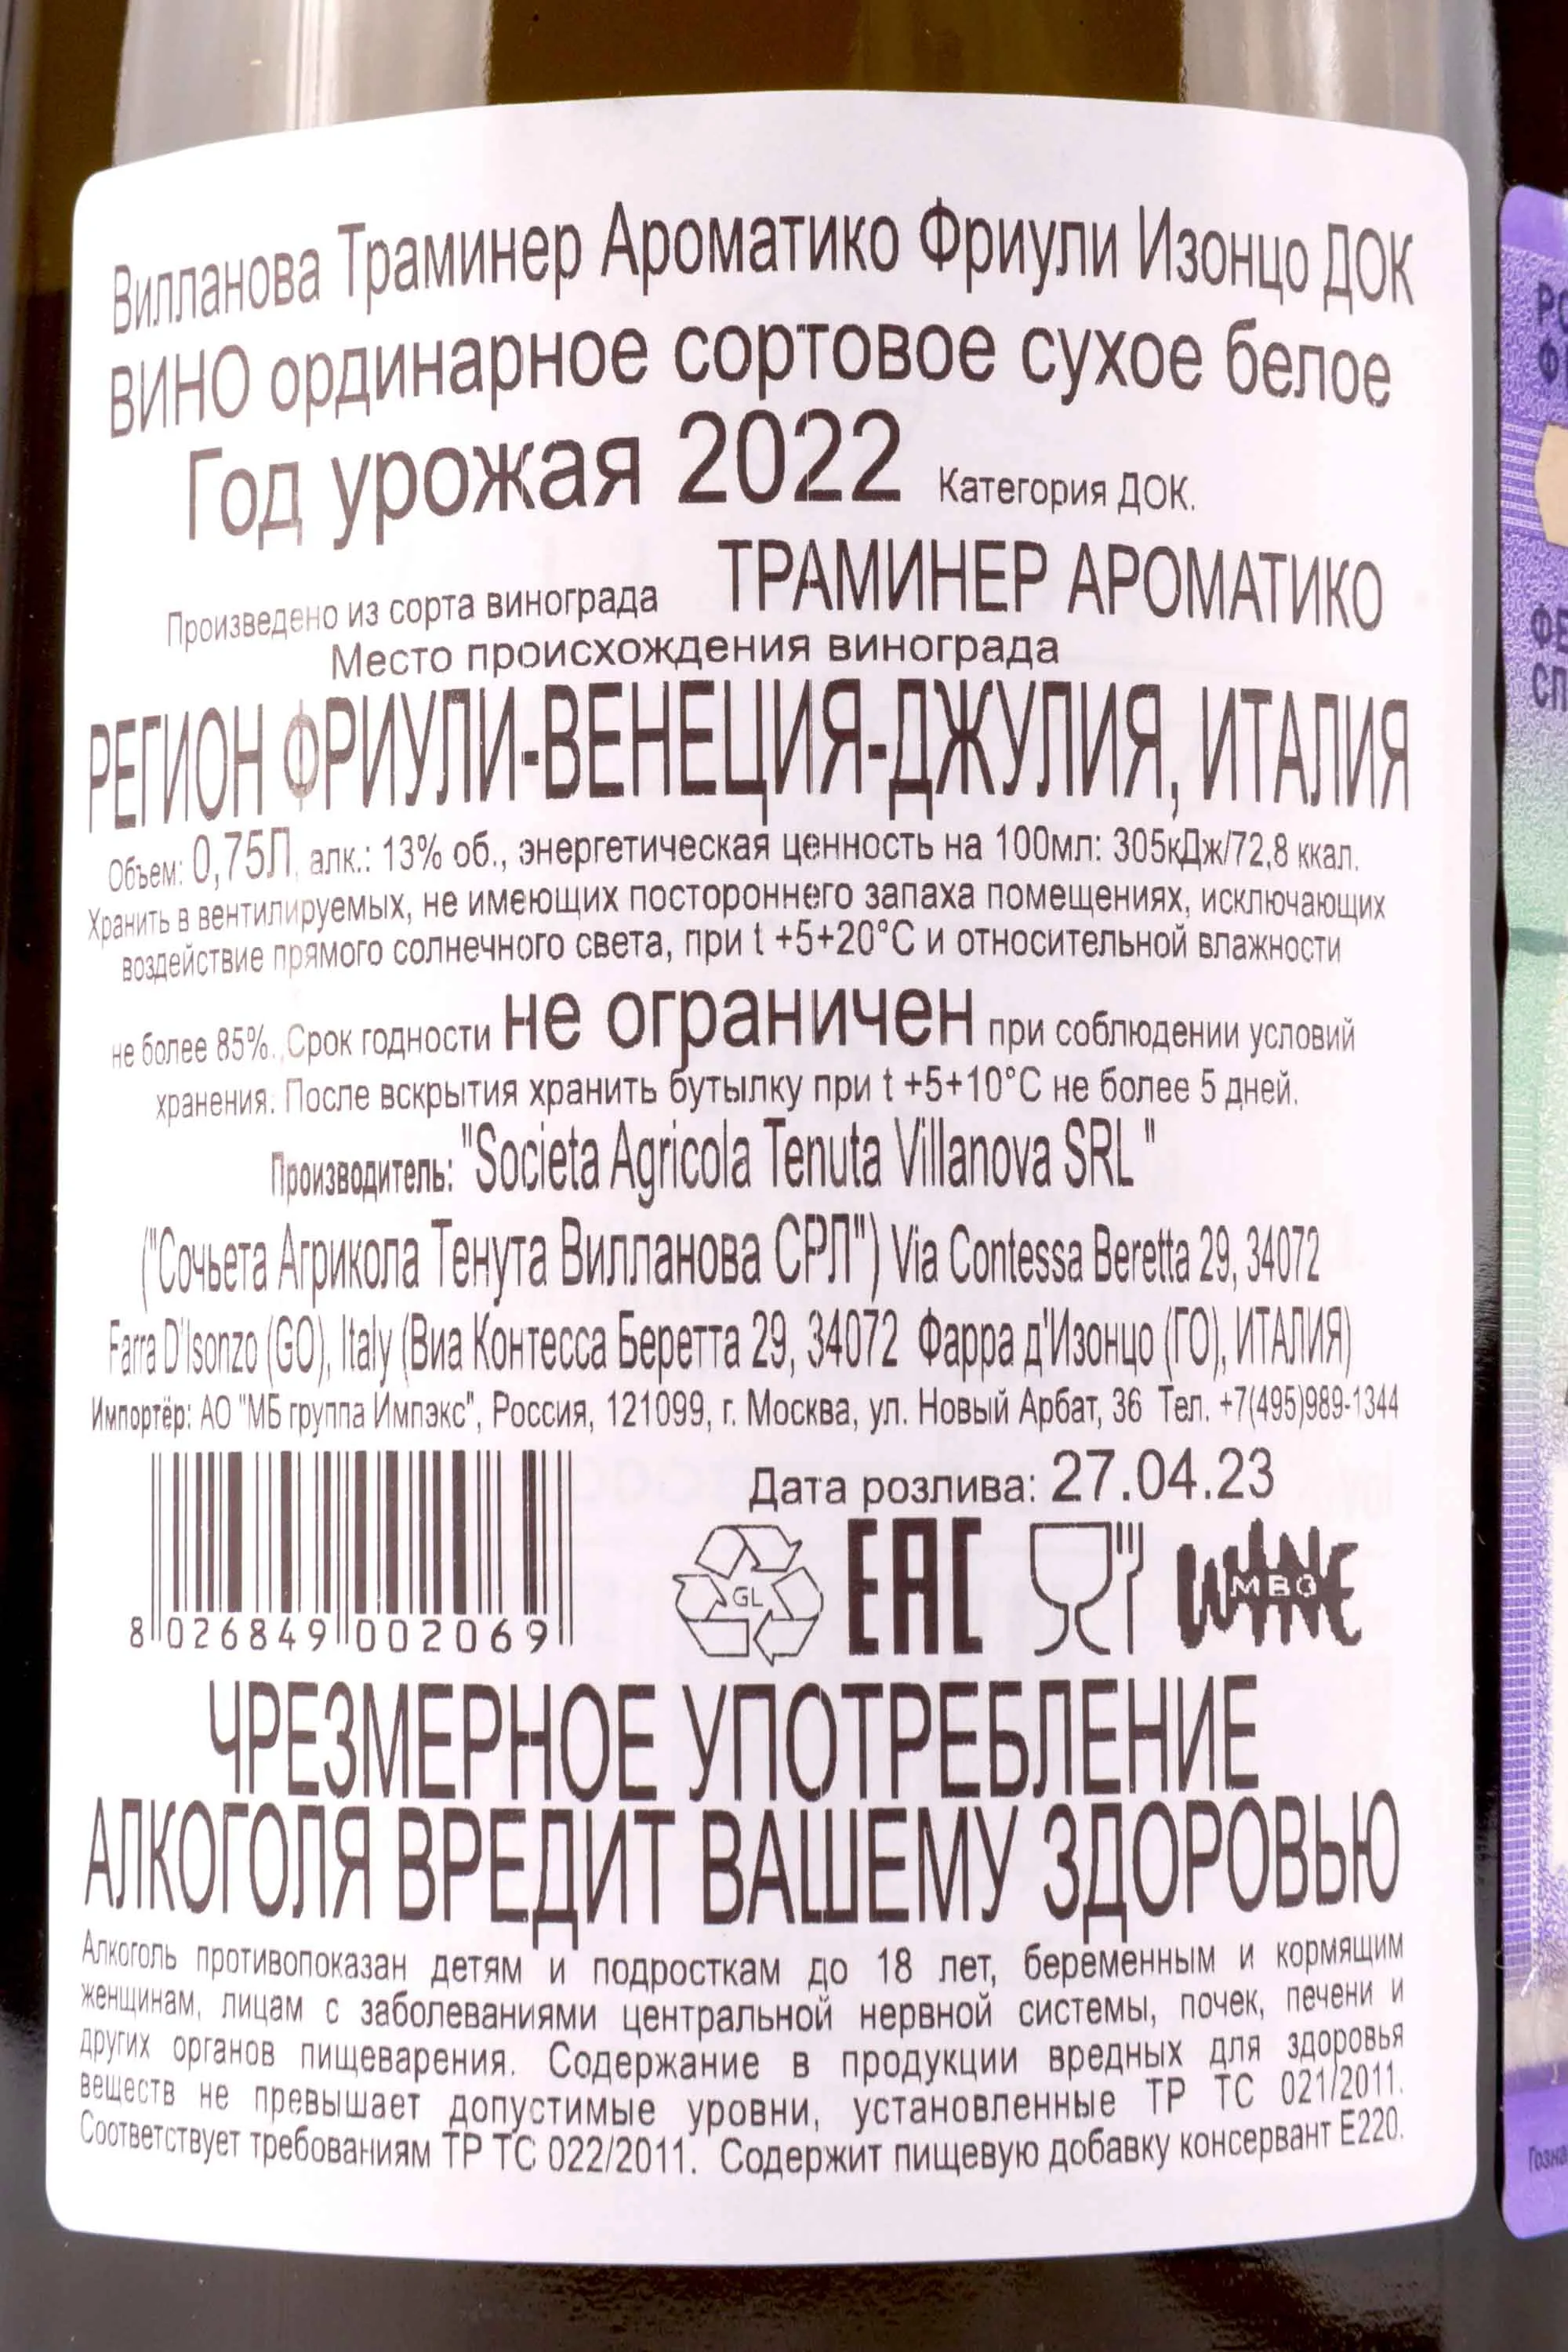 Вилланова Траминер Ароматико Фриули Изонцо ДОК
ВИНО ординарное сортовое сухое белое
Год урожая 2022 Категория ДОК.
Произведено из сорта винограда ТРАМИНЕР АРОМАТИКО
Место происхождения винограда
РЕГИОН ФРИУЛИ-ВЕНЕЦИЯ-ДЖУЛИЯ, ИТАЛИЯ
Объем: 0,75Л, алк.: 13% об., энергетическая ценность на 100мл: 305кДж/72,8 ккал.
Хранить в вентилируемых, не имеющих постороннего запаха помещениях, исключающих
воздействие прямого солнечного света, при t +5+20°С и относительной влажности
не более 85%. Срок годности не ограничен при соблюдении условий
хранения. После вскрытия хранить бутылку при t +5+10°С не более 5 дней.
Производитель: "Societa Agricola Tenuta Villanova SRL "
("Сочьета Агрикола Тенута Вилланова СРЛ") Via Contessa Beretta 29, 34072
Farra D'Isonzo (GO), Italy (Виа Контесса Беретта 29, 34072 Фарра д'Изонцо (ГО), ИТАЛИЯ)
Импортёр: АО "МБ группа Импэкс", Россия, 121099, г. Москва, ул. Новый Арбат, 36 Тел. +7(495)989-1344
Дата розлива: 27.04.23
GL EAC WINE MBG
8 026849 002069
ЧРЕЗМЕРНОЕ УПОТРЕБЛЕНИЕ
АЛКОГОЛЯ ВРЕДИТ ВАШЕМУ ЗДОРОВЬЮ
Алкоголь противопоказан детям и подросткам до 18 лет, беременным и кормящим
женщинам, лицам с заболеваниями центральной нервной системы, почек, печени и
других органов пищеварения. Содержание в продукции вредных для здоровья
веществ не превышает допустимые уровни, установленные ТР ТС 021/2011.
Соответствует требованиям ТР ТС 022/2011. Содержит пищевую добавку консервант Е220.